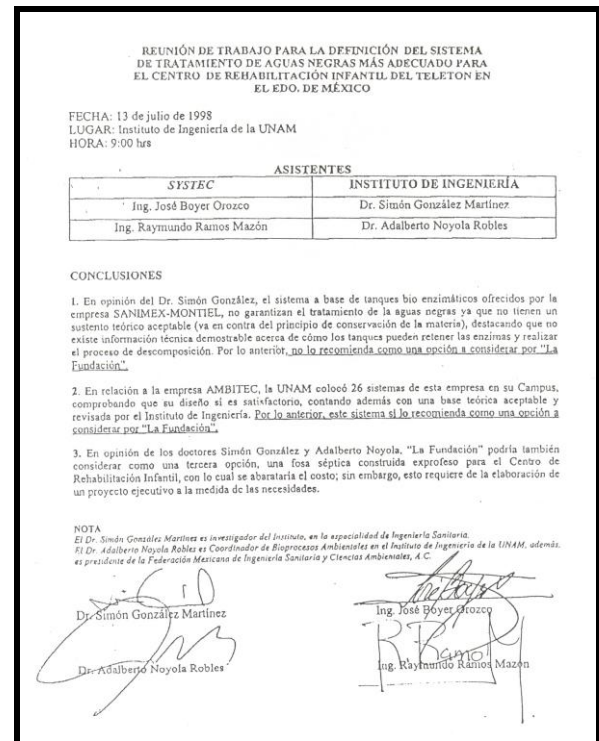 REUNIÓN DE TRABAJO PARA LA DEFINICIÓN DEL SISTEMA
DE TRATAMIENTO DE AGUAS NEGRAS MÁS ADECUADO PARA
EL CENTRO DE REHABILITACIÓN INFANTIL DEL TELETON EN
EL EDO. DE MÉXICO
FECHA: 13 de julio de 1998
LUGAR: Instituto de Ingeniería de la UNAM
HORA: 9:00 hrs
ASISTENTES
SYSTEC INSTITUTO DE INGENIERÍA
Ing. José Boyer Orozco Dr. Simón González Martínez
Ing. Raymundo Ramos Mazón Dr. Adalberto Noyola Robles
CONCLUSIONES
1. En opinión del Dr. Simón González, el sistema a base de tanques bio enzimáticos ofrecidos por la
empresa SANIMEX-MONTIEL, no garantizan el tratamiento de la aguas negras ya que no tienen un
sustento teórico aceptable (va en contra del principio de conservación de la materia), destacando que no
existe información técnica demostrable acerca de cómo los tanques pueden retener las enzimas y realizar
el proceso de descomposición. Por lo anterior, no lo recomienda como una opción a considerar por "La
Fundación".
2. En relación a la empresa AMBITEC, la UNAM colocó 26 sistemas de esta empresa en su Campus,
comprobando que su diseño si es satisfactorio, contando además con una base teórica aceptable y
revisada por el Instituto de Ingeniería. Por lo anterior, este sistema si lo recomienda como una opción a
considerar por "La Fundación".
3. En opinión de los doctores Simón González y Adalberto Noyola, "La Fundación" podría también
considerar como una tercera opción, una fosa séptica construida exprofeso para el Centro de
Rehabilitación Infantil, con lo cual se abarataría el costo; sin embargo, esto requiere de la elaboración de
un proyecto ejecutivo a la medida de las necesidades.
NOTA
El Dr. Simón González Martínez es investigador del Instituto, en la especialidad de Ingeniería Sanitaria.
El Dr. Adalberto Noyola Robles es Coordinador de Bioprocesos Ambientales en el Instituto de Ingeniería de la UNAM, además,
es presidente de la Federación Mexicana de Ingeniería Sanitaria y Ciencias Ambientales, A.C.
Dr. Simón González Martínez Ing. José Boyer Orozco
Dr. Adalberto Noyola Robles Ing. Raymundo Ramos Mazón